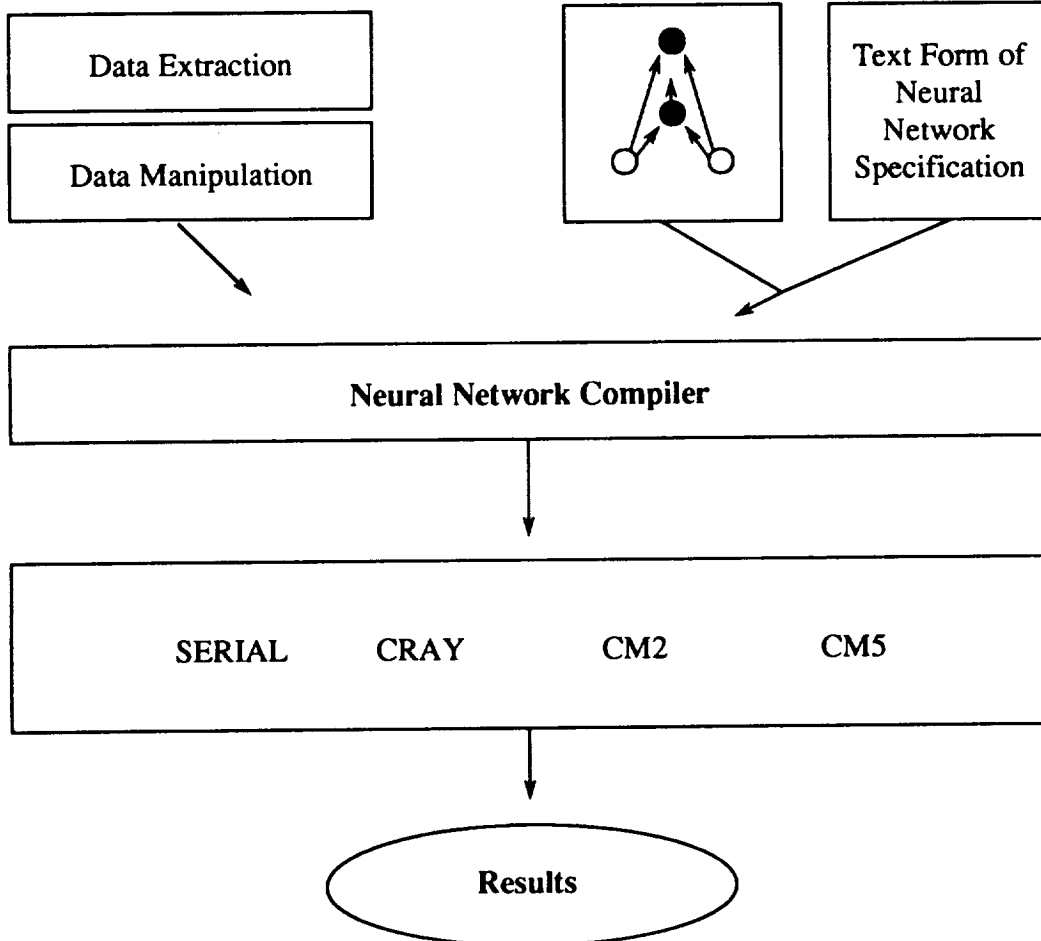 Data Extraction
Data Manipulation
Text Form of
Neural
Network
Specification
Neural Network Compiler
SERIAL CRAY CM2 CM5
Results